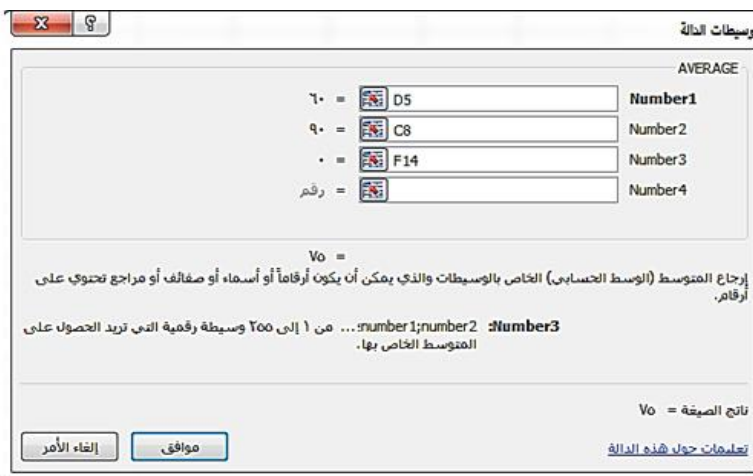 وسيطات الدالة
AVERAGE
Number1 D5 = ٦٠
Number2 C8 = ٩٠
Number3 F14 = ٠
Number4 = رقم
= ٧٥
إرجاع المتوسط (الوسط الحسابي) الخاص بالوسيطات والذي يمكن أن يكون أرقاماً أو أسماء أو صفائف أو مراجع تحتوي على
أرقام.
Number3: number1;number2;... من ١ إلى ٢٥٥ وسيطة رقمية التي تريد الحصول على
المتوسط الخاص بها.
ناتج الصيغة = ٧٥
تعليمات حول هذه الدالة
موافق
إلغاء الأمر